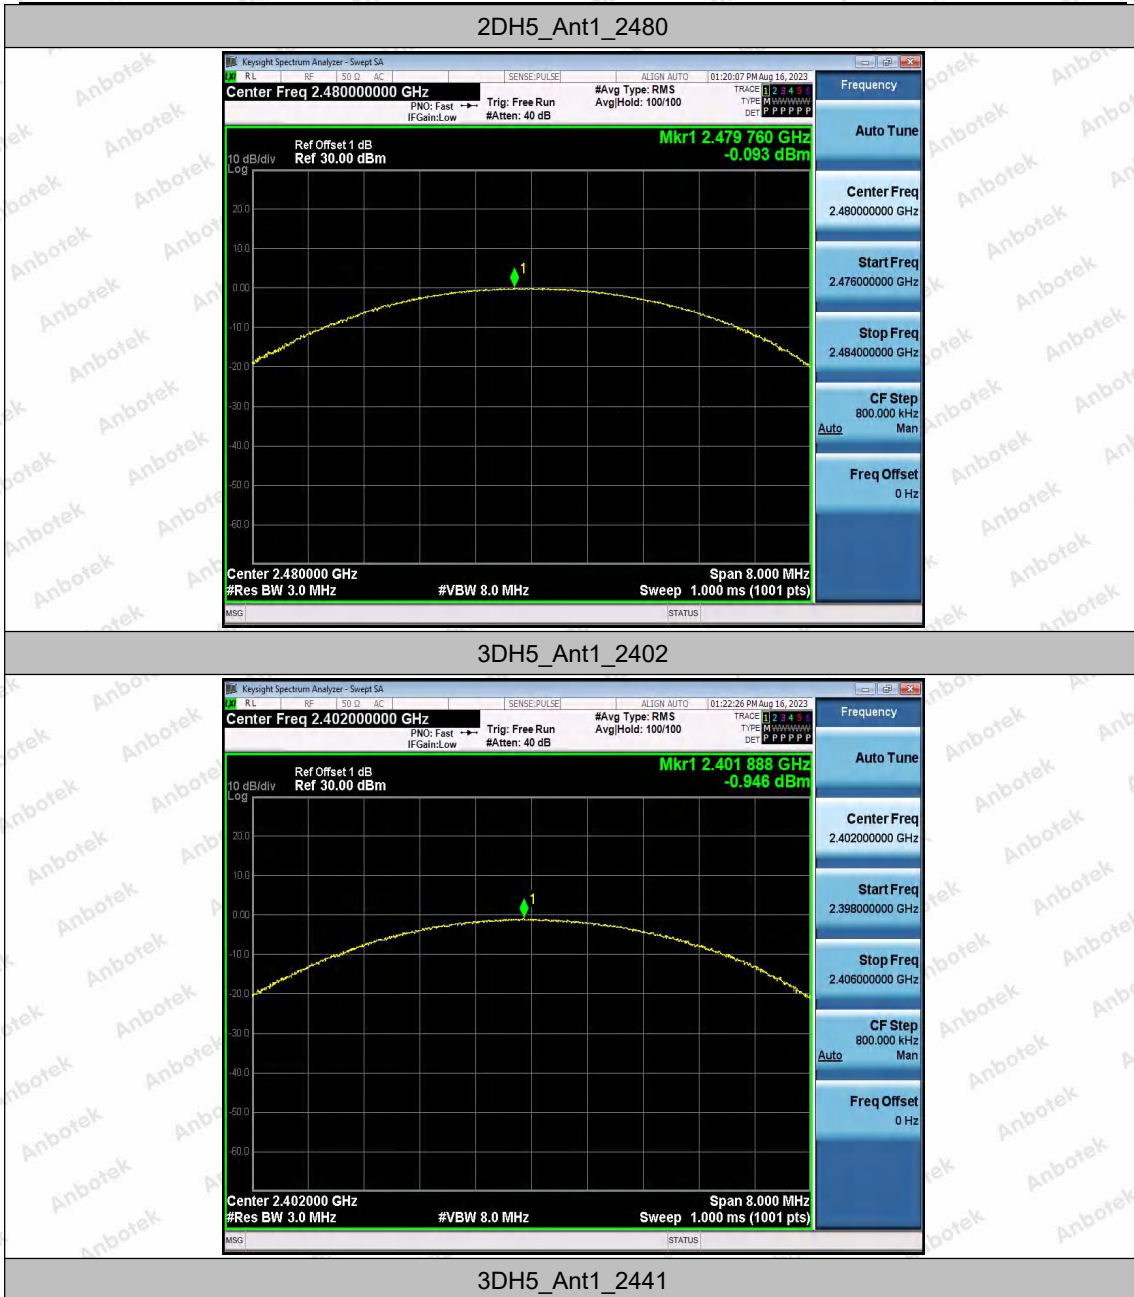 2DH5_Ant1_2480
Keysight Spectrum Analyzer - Swept SA
RL RF 50 Ω AC SENSE:PULSE ALIGN AUTO 01:20:07 PM Aug 16, 2023
Center Freq 2.480000000 GHz
PNO: Fast
IFGain:Low
Trig: Free Run
#Atten: 40 dB
#Avg Type: RMS
Avg|Hold: 100/100
TRACE 1 2 3 4 5 6
TYPE M W W W W W
DET P P P P P P
Mkr1 2.479 760 GHz
-0.093 dBm
Ref Offset 1 dB
10 dB/div Ref 30.00 dBm
Log
20.0
10.0
0.00
-10.0
-20.0
-30.0
-40.0
-50.0
-60.0
1
Center 2.480000 GHz Span 8.000 MHz
#Res BW 3.0 MHz #VBW 8.0 MHz Sweep 1.000 ms (1001 pts)
MSG STATUS
Frequency
Auto Tune
Center Freq
2.480000000 GHz
Start Freq
2.476000000 GHz
Stop Freq
2.484000000 GHz
CF Step
800.000 kHz
Auto Man
Freq Offset
0 Hz
3DH5_Ant1_2402
Keysight Spectrum Analyzer - Swept SA
RL RF 50 Ω AC SENSE:PULSE ALIGN AUTO 01:22:26 PM Aug 16, 2023
Center Freq 2.402000000 GHz
PNO: Fast
IFGain:Low
Trig: Free Run
#Atten: 40 dB
#Avg Type: RMS
Avg|Hold: 100/100
TRACE 1 2 3 4 5 6
TYPE M W W W W W
DET P P P P P P
Mkr1 2.401 888 GHz
-0.946 dBm
Ref Offset 1 dB
10 dB/div Ref 30.00 dBm
Log
20.0
10.0
0.00
-10.0
-20.0
-30.0
-40.0
-50.0
-60.0
1
Center 2.402000 GHz Span 8.000 MHz
#Res BW 3.0 MHz #VBW 8.0 MHz Sweep 1.000 ms (1001 pts)
MSG STATUS
Frequency
Auto Tune
Center Freq
2.402000000 GHz
Start Freq
2.398000000 GHz
Stop Freq
2.406000000 GHz
CF Step
800.000 kHz
Auto Man
Freq Offset
0 Hz
3DH5_Ant1_2441
Anbotek